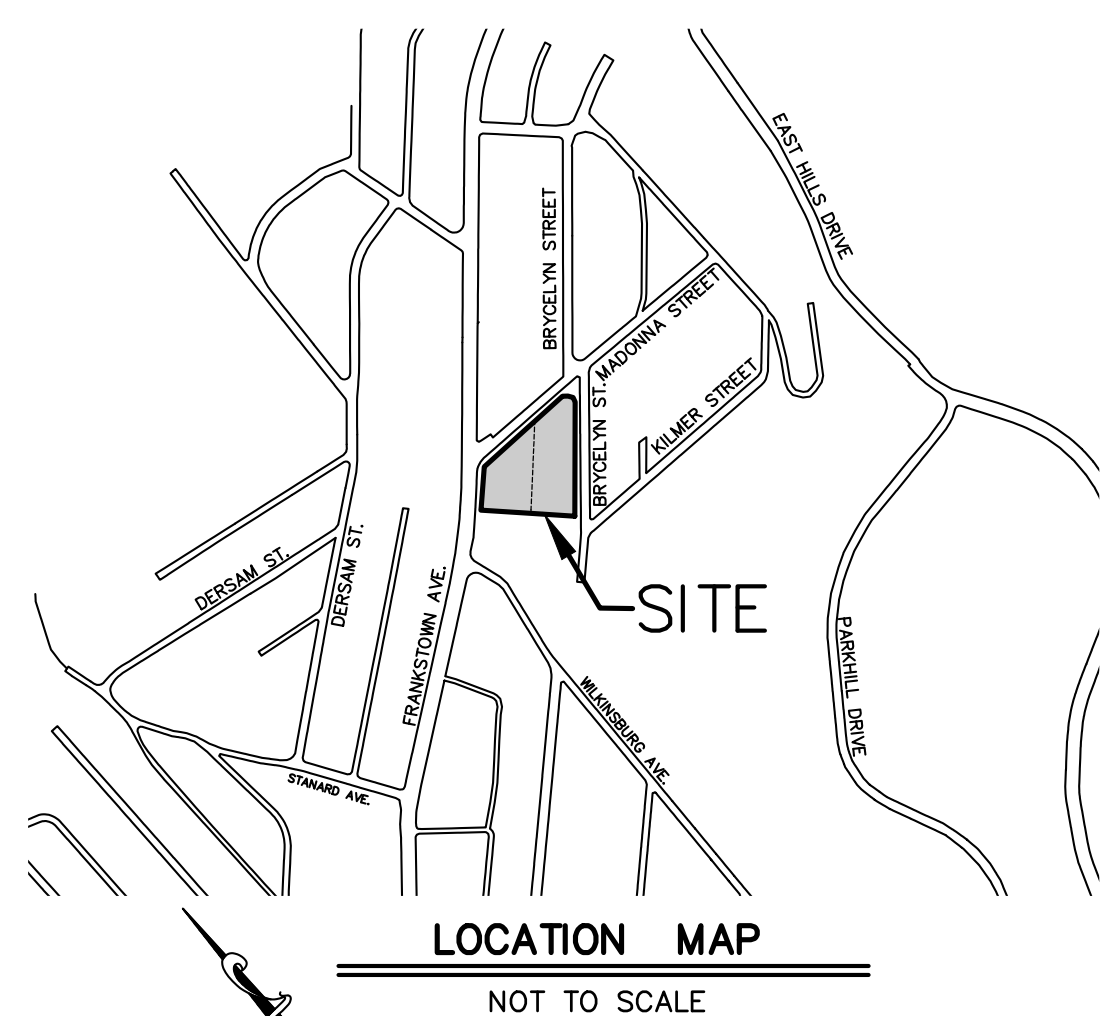 EAST HILLS DRIVE
BRYCELYN STREET
MADONNA STREET
BRYCELYN ST.
KILMER STREET
DERSAM ST.
DERSAM ST.
FRANKSTOWN AVE.
SITE
PARKHILL DRIVE
WILKINSBURG AVE.
STANARD AVE.
LOCATION MAP
NOT TO SCALE